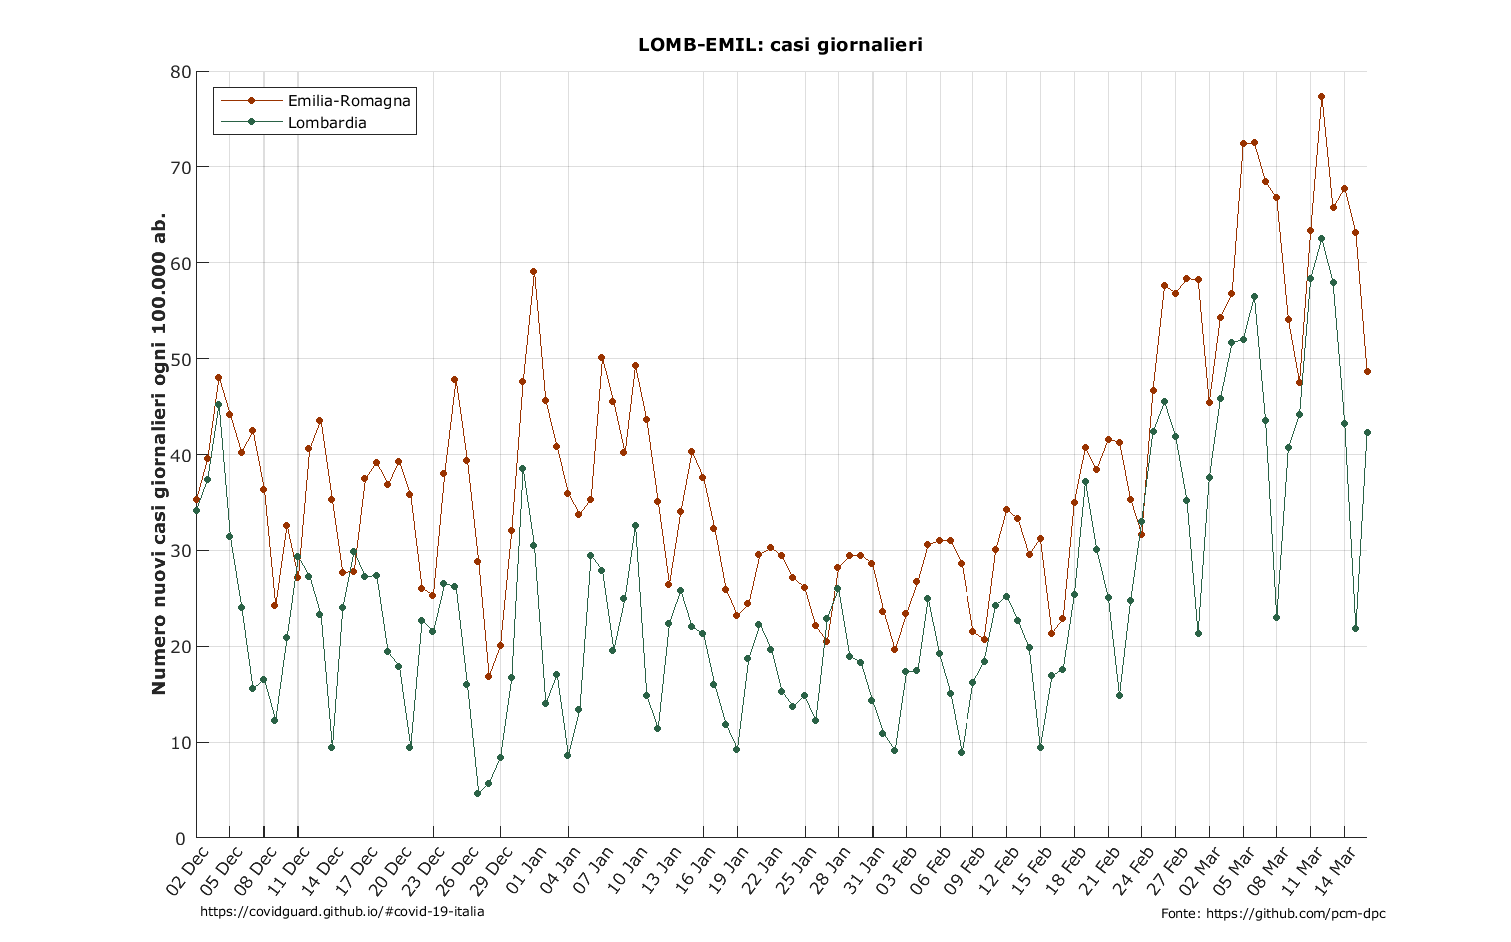 LOMB-EMIL: casi giornalieri
Emilia-Romagna
Lombardia
Numero nuovi casi giornalieri ogni 100.000 ab.
80
70
60
50
40
30
20
10
0
02 Dec
05 Dec
08 Dec
11 Dec
14 Dec
17 Dec
20 Dec
23 Dec
26 Dec
29 Dec
01 Jan
04 Jan
07 Jan
10 Jan
13 Jan
16 Jan
19 Jan
22 Jan
25 Jan
28 Jan
31 Jan
03 Feb
06 Feb
09 Feb
12 Feb
15 Feb
18 Feb
21 Feb
24 Feb
27 Feb
02 Mar
05 Mar
08 Mar
11 Mar
14 Mar
https://covidguard.github.io/#covid-19-italia
Fonte: https://github.com/pcm-dpc